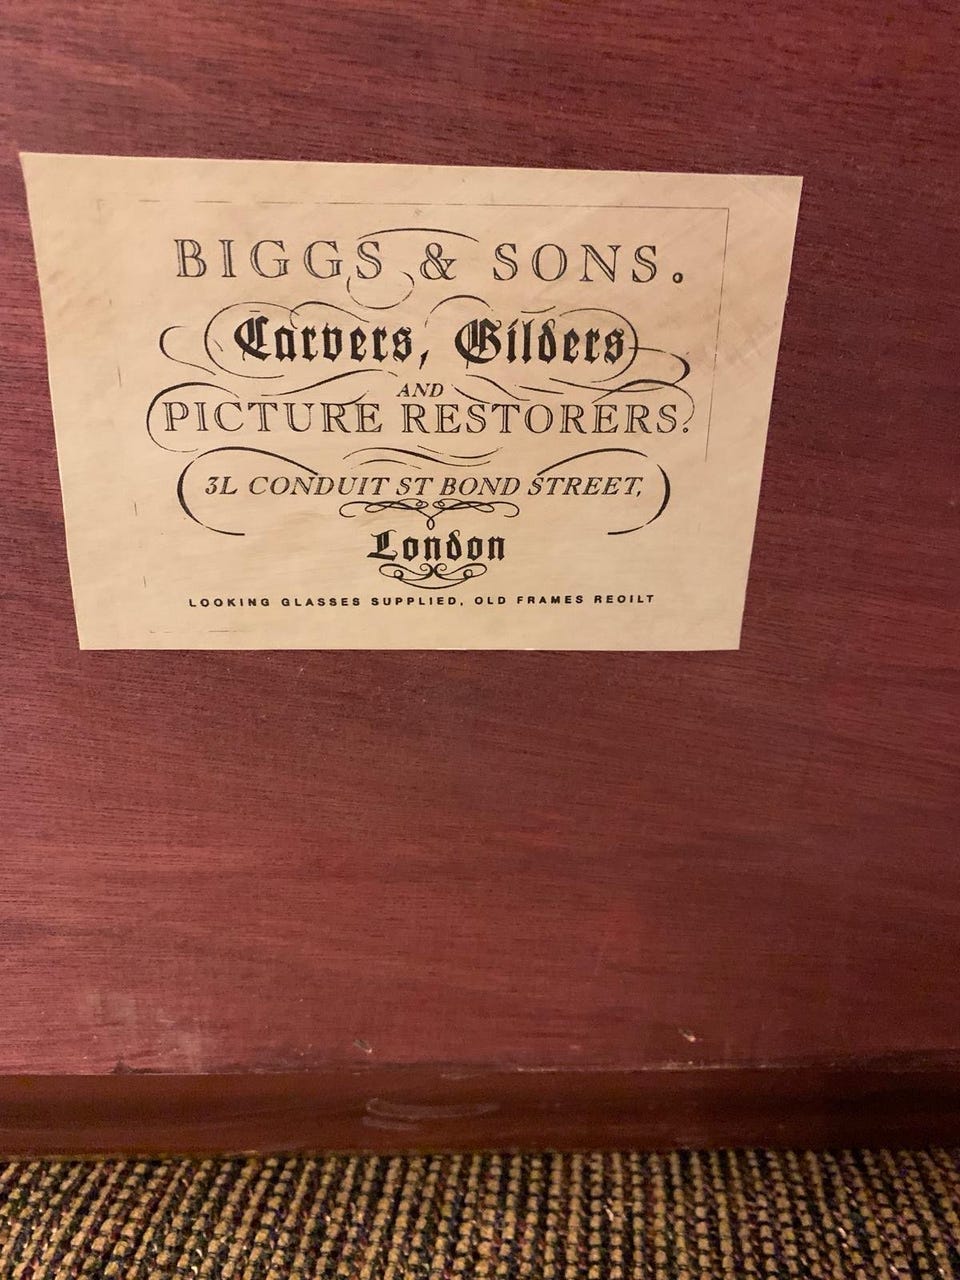 BIGGS & SONS.
Carvers, Gilders
AND
PICTURE RESTORERS.
3L CONDUIT ST BOND STREET,
London
LOOKING GLASSES SUPPLIED, OLD FRAMES REOILT